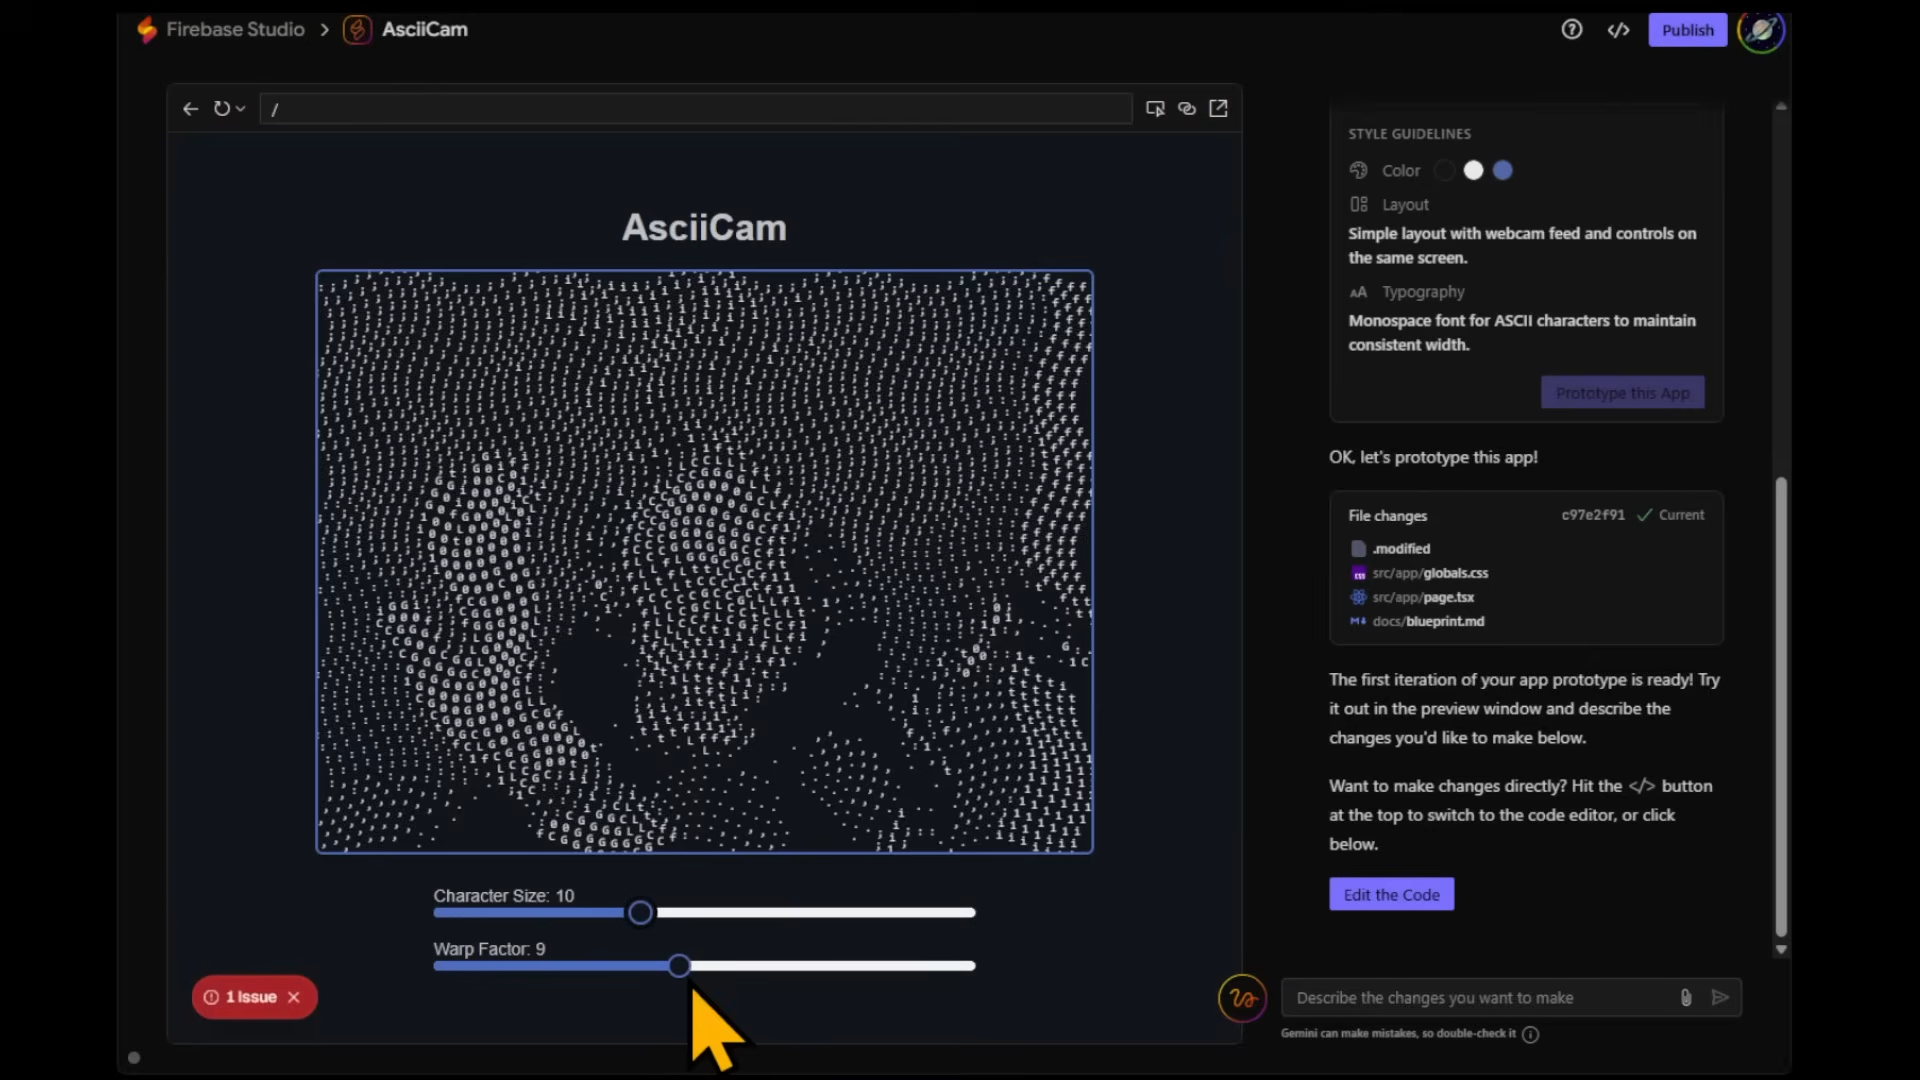 Firebase Studio
AsciiCam
Publish
/
STYLE GUIDELINES
Color
Layout
Simple layout with webcam feed and controls on
the same screen.
Typography
Monospace font for ASCII characters to maintain
consistent width.
Prototype this App
OK, let's prototype this app!
File changes c97e2f91 Current
.modified
src/app/globals.css
src/app/page.tsx
docs/blueprint.md
The first iteration of your app prototype is ready! Try
it out in the preview window and describe the
changes you'd like to make below.
Want to make changes directly? Hit the </> button
at the top to switch to the code editor, or click
below.
Edit the Code
Describe the changes you want to make
Gemini can make mistakes, so double-check it
AsciiCam
Character Size: 10
Warp Factor: 9
1 Issue